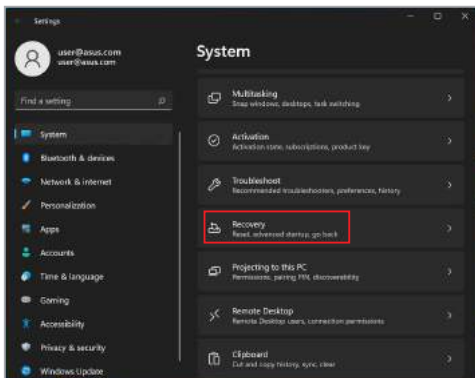 Settings
user@asus.com
user@asus.com
Find a setting
System
Bluetooth & devices
Network & internet
Personalization
Apps
Accounts
Time & language
Gaming
Accessibility
Privacy & security
Windows Update
System
Multitasking
Snap windows, desktops, task switching
Activation
Activation state, subscriptions, product key
Troubleshoot
Recommended troubleshooters, preferences, history
Recovery
Reset, advanced startup, go back
Projecting to this PC
Permissions, pairing PIN, discoverability
Remote Desktop
Remote Desktop users, connection permissions
Clipboard
Cut and copy history, sync, clear